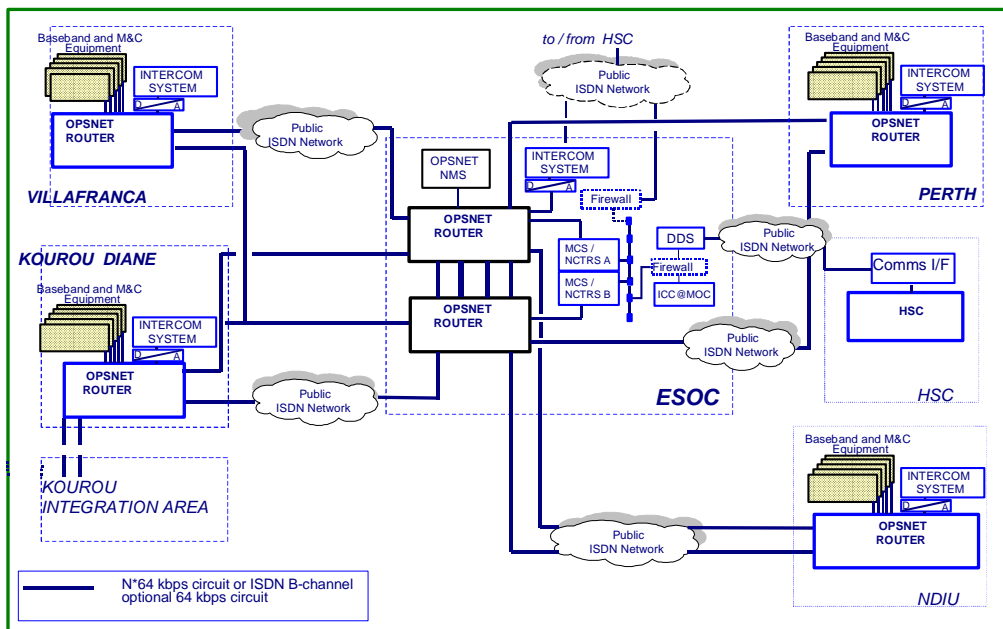 Baseband and M&C
Equipment
INTERCOM
SYSTEM
D
A
OPSNET
ROUTER
VILLAFRANCA
Public
ISDN Network
to / from HSC
Public
ISDN Network
Baseband and M&C
Equipment
INTERCOM
SYSTEM
D
A
OPSNET
ROUTER
PERTH
OPSNET
NMS
INTERCOM
SYSTEM
D
A
Firewall
OPSNET
ROUTER
MCS /
NCTRS A
MCS /
NCTRS B
DDS
Firewall
ICC@MOC
OPSNET
ROUTER
ESOC
Public
ISDN Network
Comms I/F
HSC
HSC
Public
ISDN Network
KOUROU DIANE
Baseband and M&C
Equipment
INTERCOM
SYSTEM
D
A
OPSNET
ROUTER
Public
ISDN Network
KOUROU
INTEGRATION AREA
Public
ISDN Network
Baseband and M&C
Equipment
INTERCOM
SYSTEM
D
A
OPSNET
ROUTER
NDIU
N*64 kbps circuit or ISDN B-channel
optional 64 kbps circuit